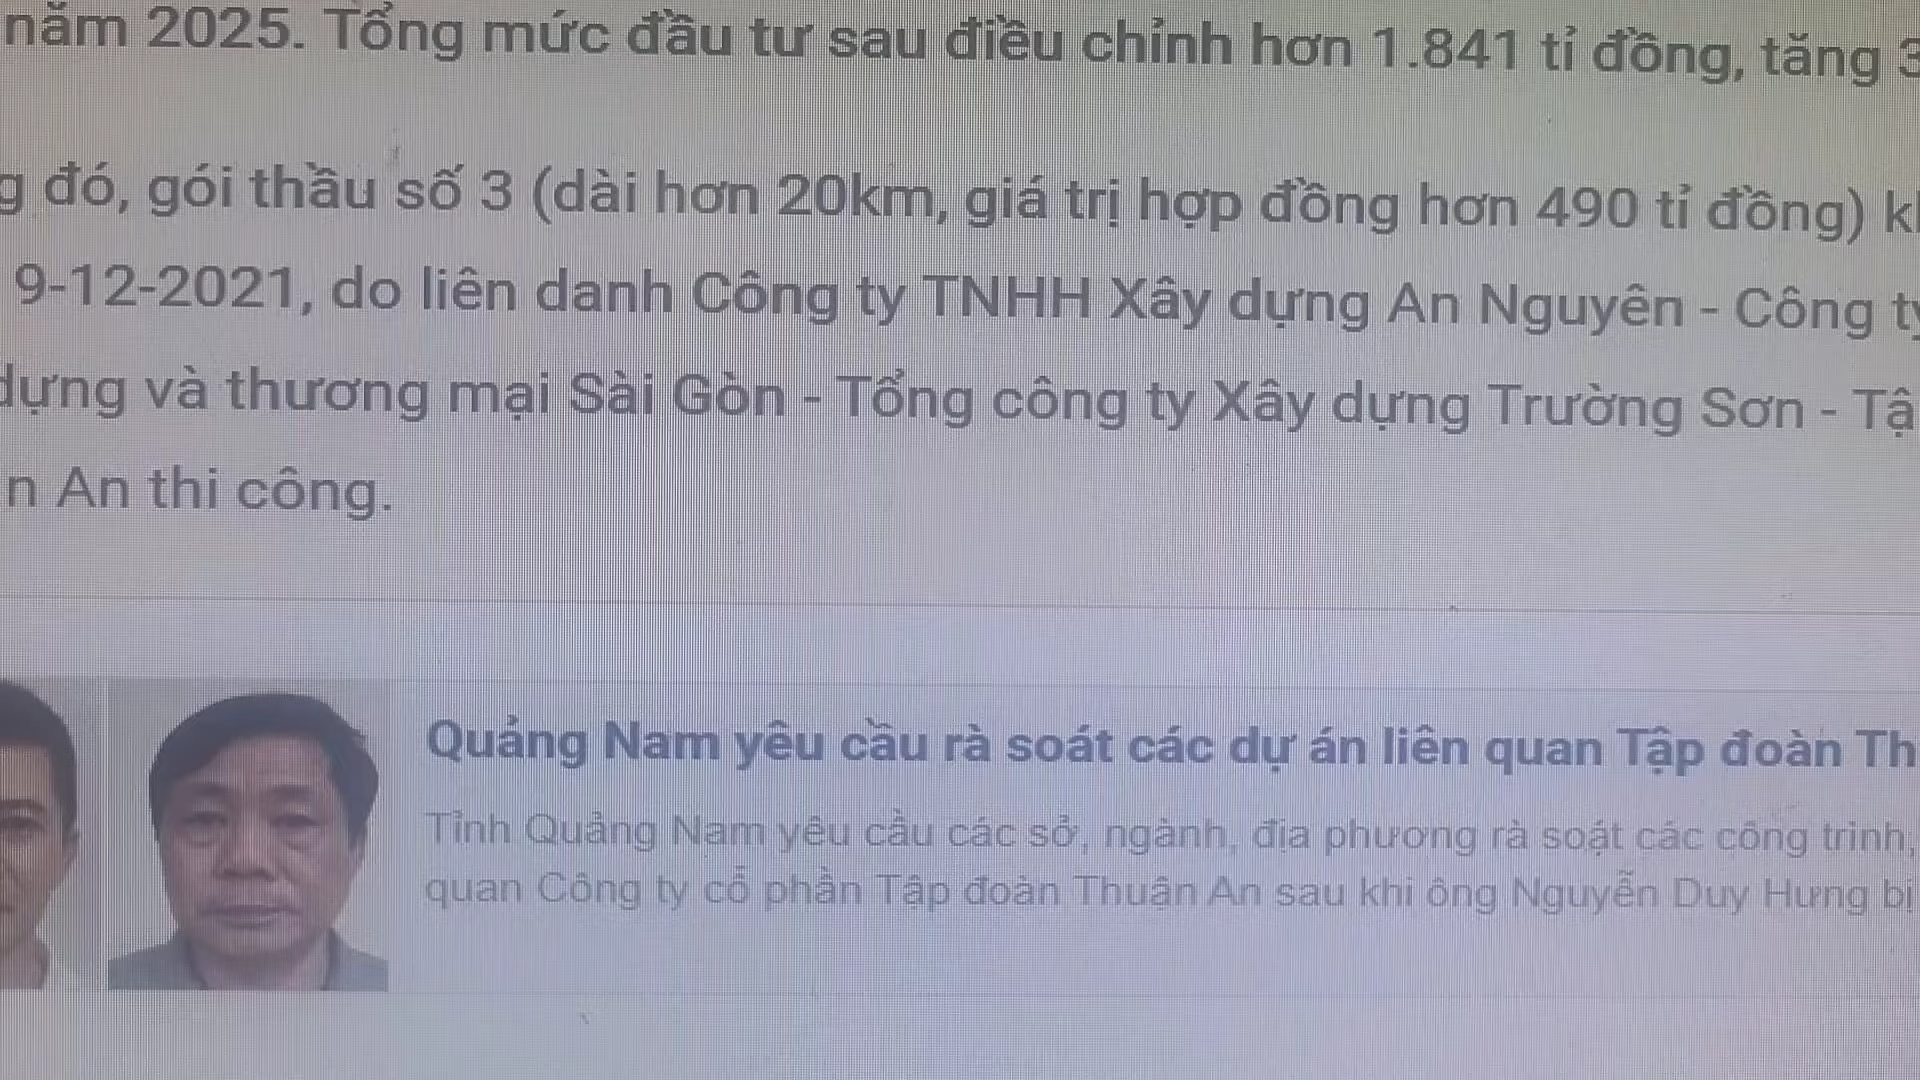 năm 2025. Tổng mức đầu tư sau điều chỉnh hơn 1.841 tỉ đồng, tăng
đó, gói thầu số 3 (dài hơn 20km, giá trị hợp đồng hơn 490 tỉ đồng)
9-12-2021, do liên danh Công ty TNHH Xây dựng An Nguyên - Công ty
dựng và thương mại Sài Gòn - Tổng công ty Xây dựng Trường Sơn -
An thi công.
Quảng Nam yêu cầu rà soát các dự án liên quan Tập đoàn
Tỉnh Quảng Nam yêu cầu các sở, ngành, địa phương rà soát các công trình,
quan Công ty cổ phần Tập đoàn Thuận An sau khi ông Nguyễn Duy Hưng bị